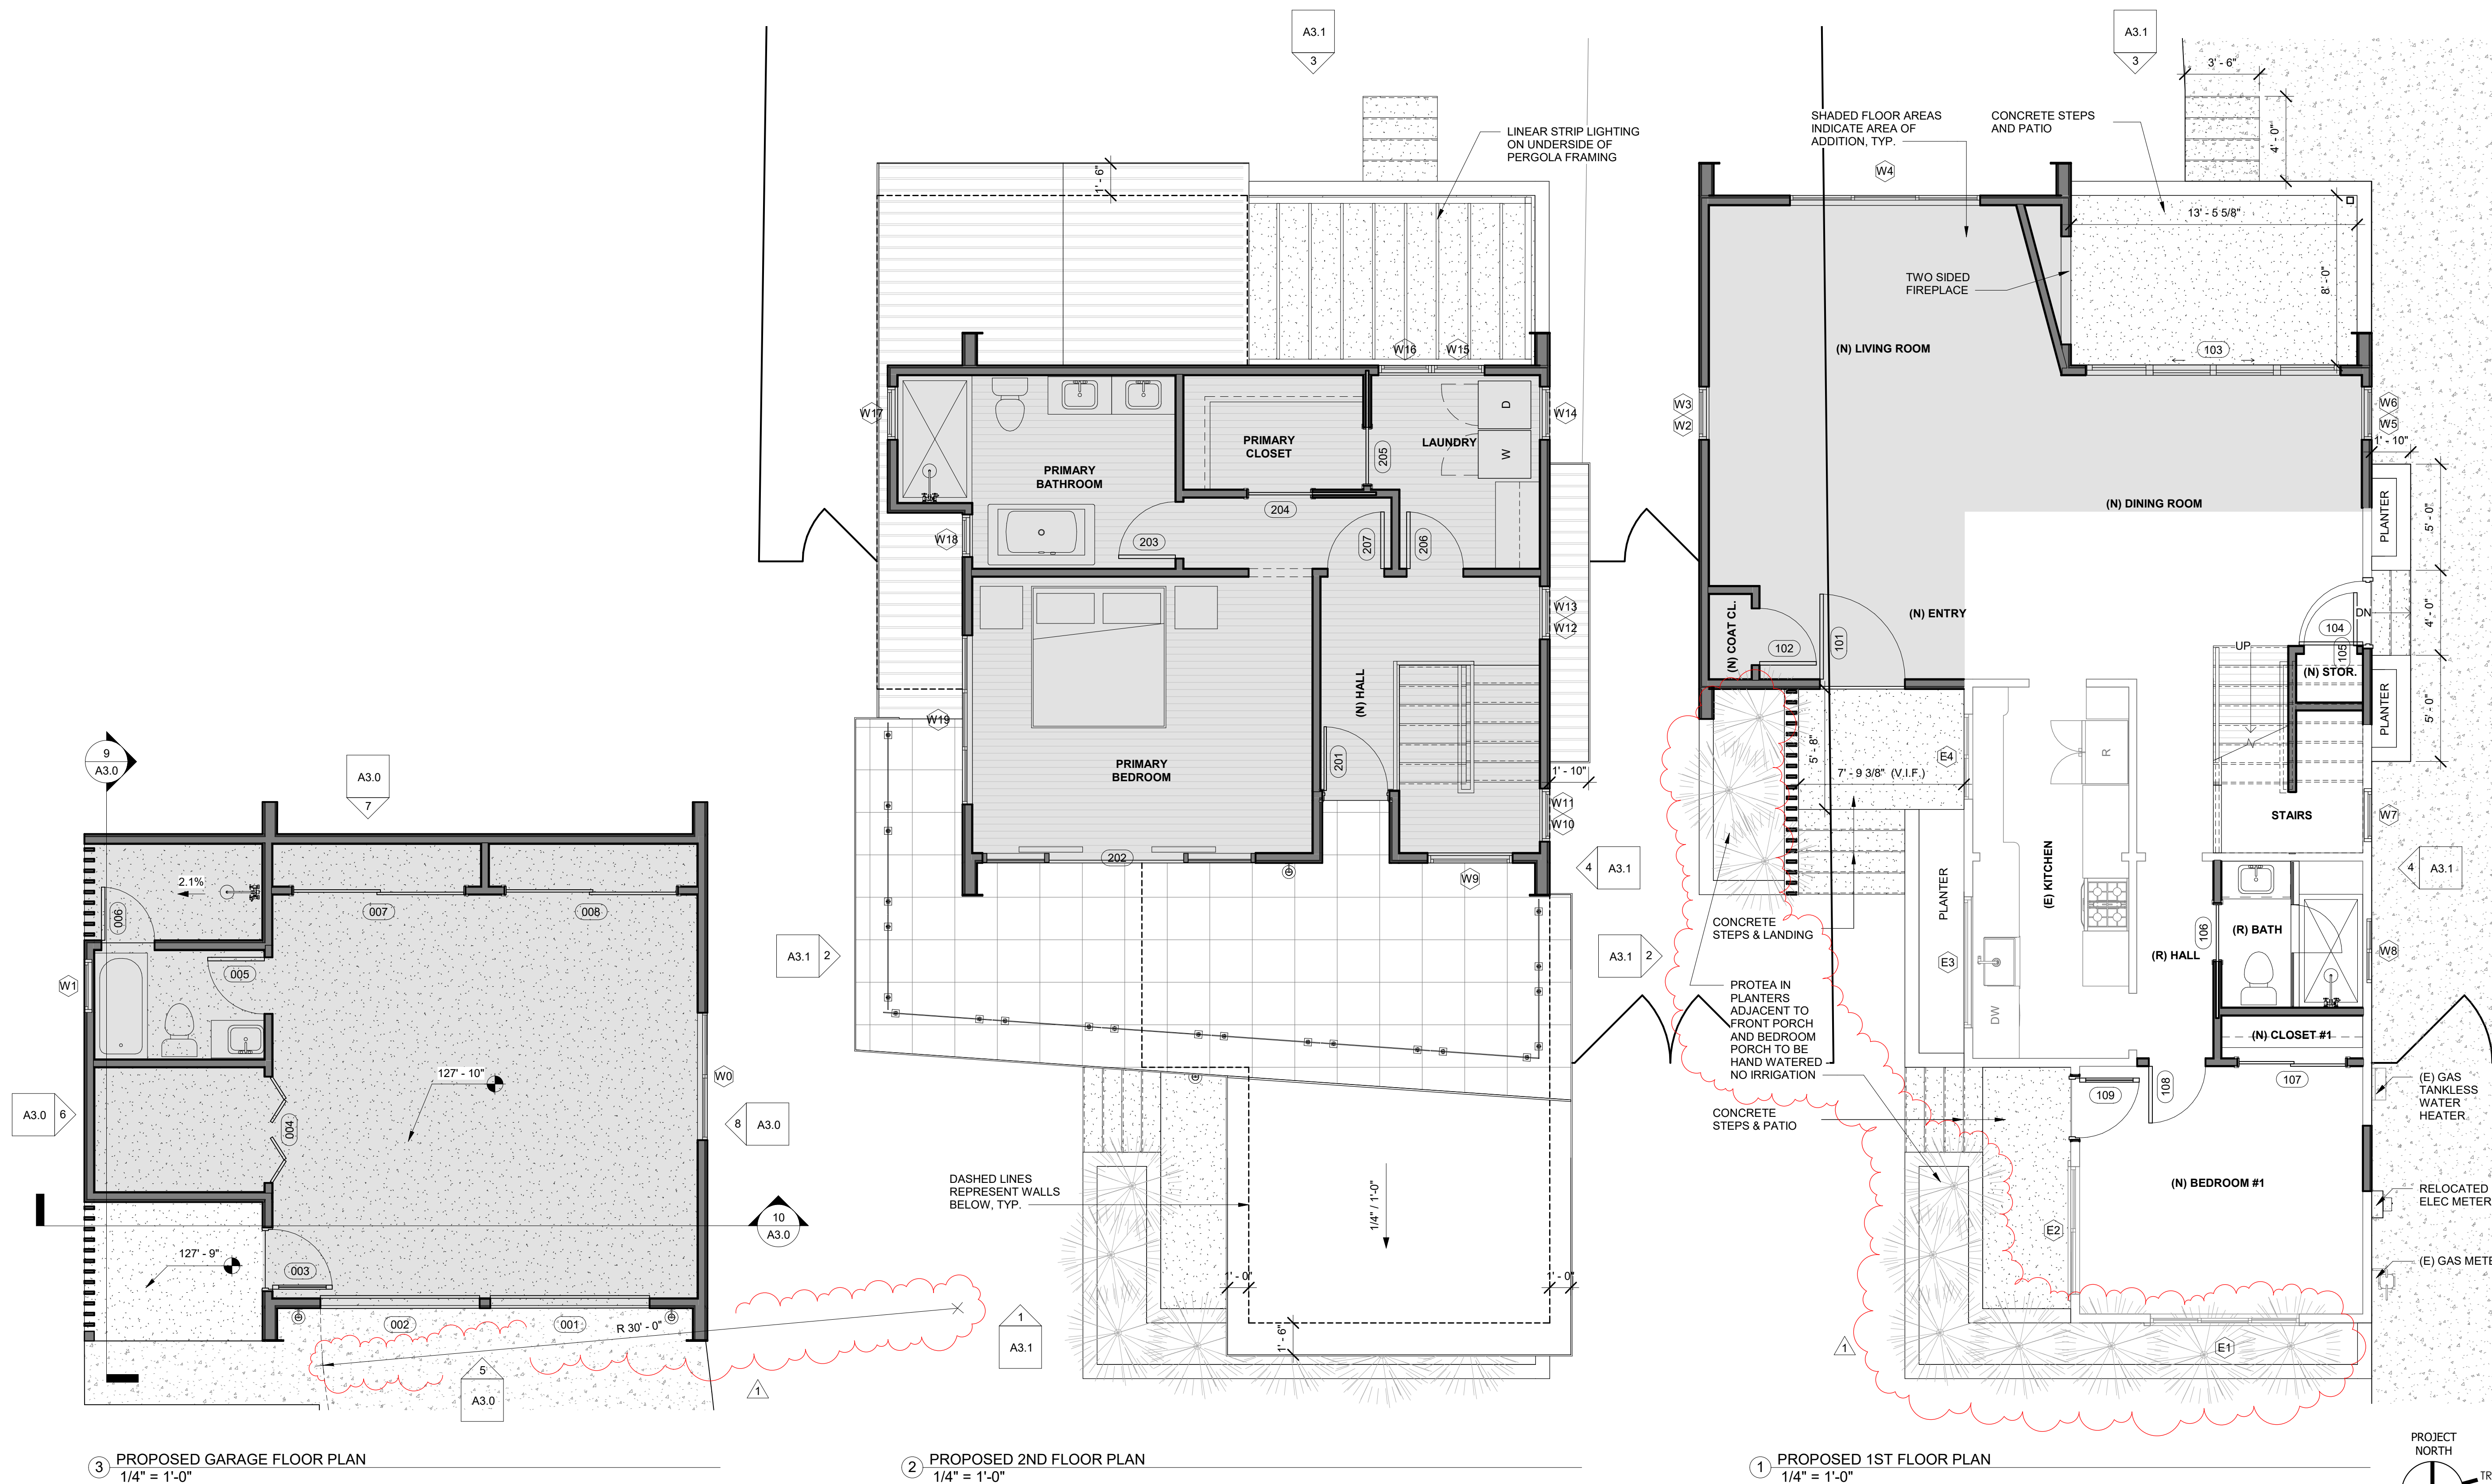 A3.1
3
LINEAR STRIP LIGHTING
ON UNDERSIDE OF
PERGOLA FRAMING
1' - 6"
W16
W15
W17
W14
D
W
PRIMARY
CLOSET
LAUNDRY
205
PRIMARY
BATHROOM
204
W18
203
207
206
W13
W12
(N) HALL
W19
PRIMARY
BEDROOM
201
1' - 10"
W11
W10
202
W9
4
A3.1
A3.1
2
DASHED LINES
REPRESENT WALLS
BELOW, TYP.
1/4" / 1'-0"
1' - 0"
1' - 0"
1' - 6"
1
A3.1
2
PROPOSED 2ND FLOOR PLAN
1/4" = 1'-0"
9
A3.0
A3.0
7
2.1%
006
007
008
005
W1
127' - 10"
W0
A3.0
6
004
8
A3.0
10
A3.0
127' - 9"
003
002
001
R 30' - 0"
5
A3.0
1
3
PROPOSED GARAGE FLOOR PLAN
1/4" = 1'-0"
A3.1
3
3' - 6"
4' - 0"
SHADED FLOOR AREAS
INDICATE AREA OF
ADDITION, TYP.
CONCRETE STEPS
AND PATIO
W4
13' - 5 5/8"
8' - 0"
TWO SIDED
FIREPLACE
(N) LIVING ROOM
103
W3
W2
W6
W5
1' - 10"
PLANTER
5' - 0"
(N) DINING ROOM
(N) COAT CL.
(N) ENTRY
102
101
DN
4' - 0"
104
105
UP
(N) STOR.
PLANTER
5' - 0"
5' - 8"
E4
7' - 9 3/8" (V.I.F.)
R
STAIRS
W7
(E) KITCHEN
PLANTER
4
A3.1
CONCRETE
STEPS & LANDING
106
(R) BATH
A3.1
2
E3
(R) HALL
W8
PROTEA IN
PLANTERS
ADJACENT TO
FRONT PORCH
AND BEDROOM
PORCH TO BE
HAND WATERED
NO IRRIGATION
DW
(N) CLOSET #1
107
109
108
(E) GAS
TANKLESS
WATER
HEATER
CONCRETE
STEPS & PATIO
(N) BEDROOM #1
RELOCATED
ELEC METER
E2
(E) GAS METE
1
E1
1
PROPOSED 1ST FLOOR PLAN
1/4" = 1'-0"
PROJECT
NORTH